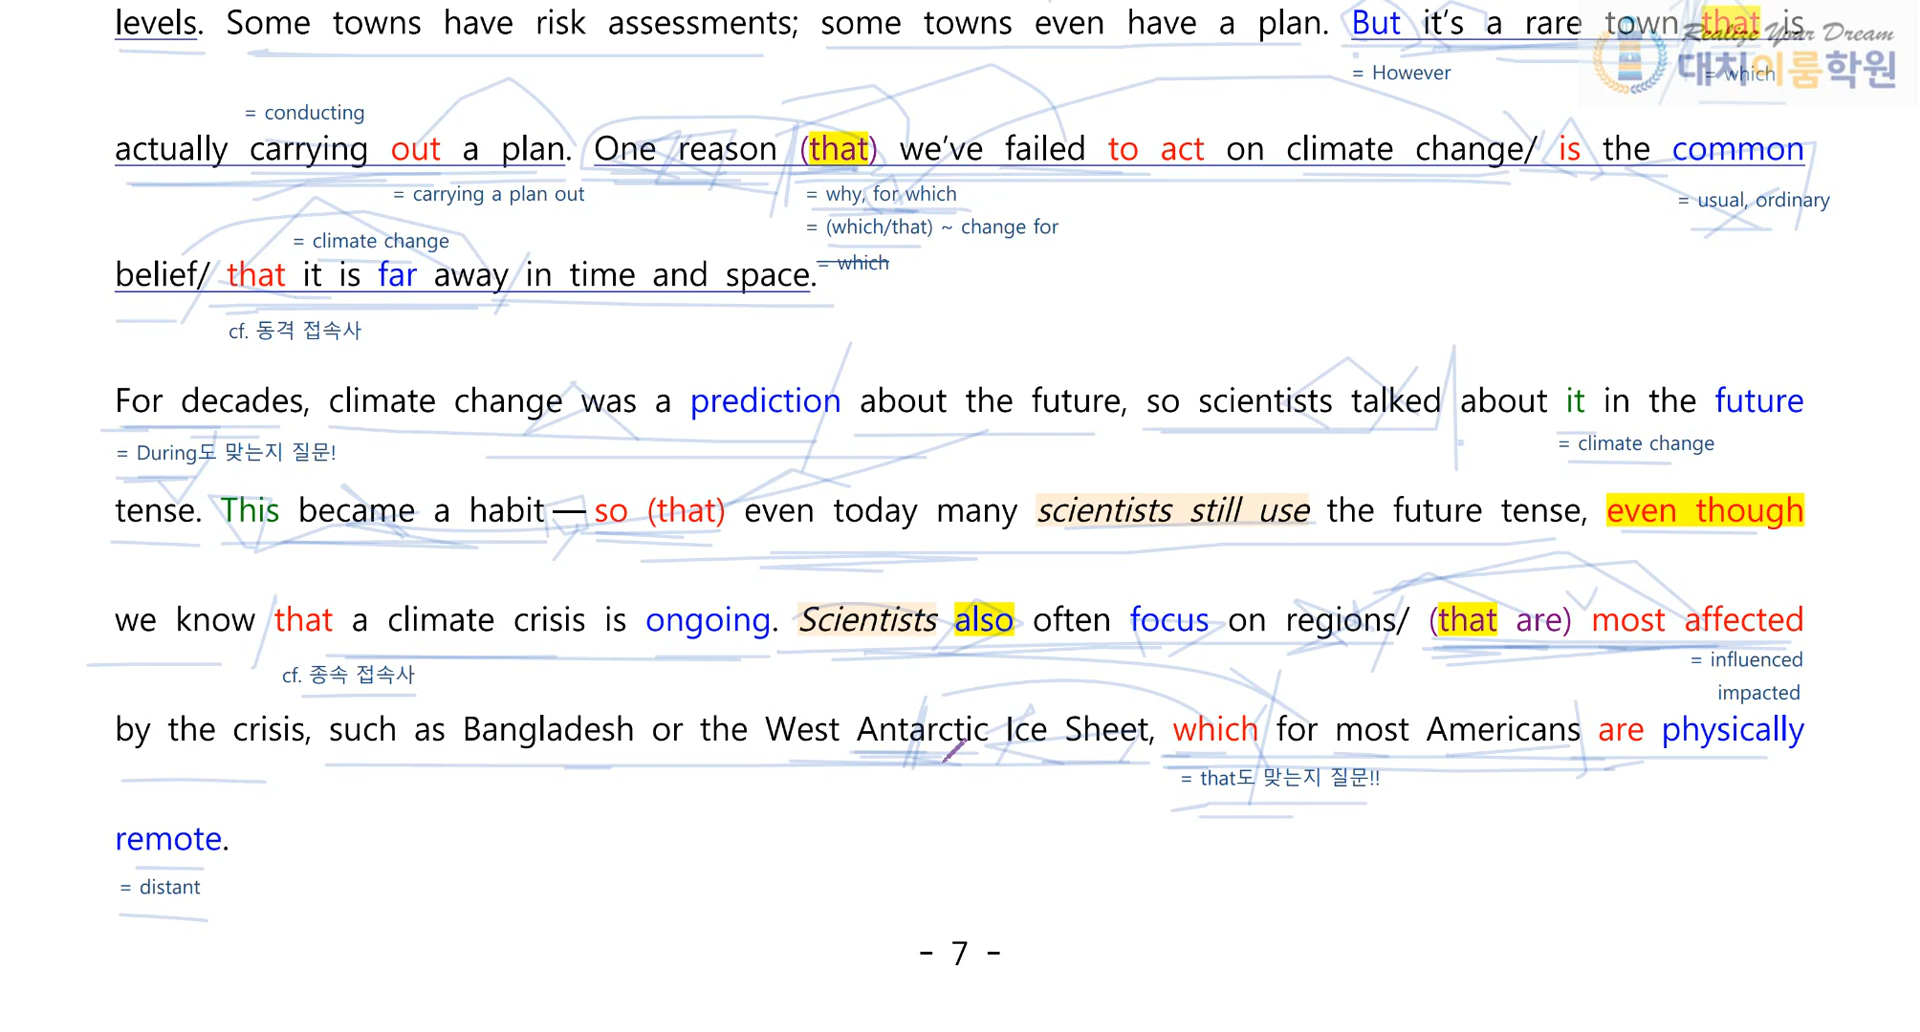 levels. Some towns have risk assessments; some towns even have a plan. But it's a rare town that is
Realize Your Dream
대치이룸학원
= However
= which
= conducting
actually carrying out a plan. One reason (that) we've failed to act on climate change/ is the common
= carrying a plan out
= why, for which
= usual, ordinary
= (which/that) ~ change for
= climate change
= which
belief/ that it is far away in time and space.
cf. 동격 접속사
For decades, climate change was a prediction about the future, so scientists talked about it in the future
= During도 맞는지 질문!
= climate change
tense. This became a habit — so (that) even today many scientists still use the future tense, even though
we know that a climate crisis is ongoing. Scientists also often focus on regions/ (that are) most affected
cf. 종속 접속사
= influenced
impacted
by the crisis, such as Bangladesh or the West Antarctic Ice Sheet, which for most Americans are physically
= that도 맞는지 질문!!
remote.
= distant
- 7 -